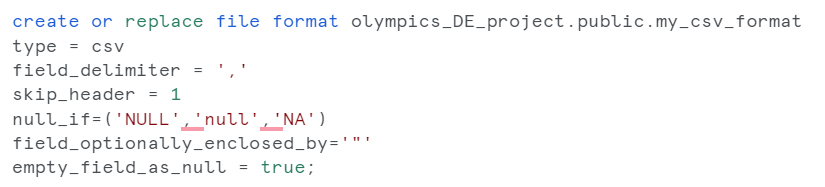 create or replace file format olympics_DE_project.public.my_csv_format
type = csv
field_delimiter = ','
skip_header = 1
null_if=('NULL','null','NA')
field_optionally_enclosed_by='"'
empty_field_as_null = true;